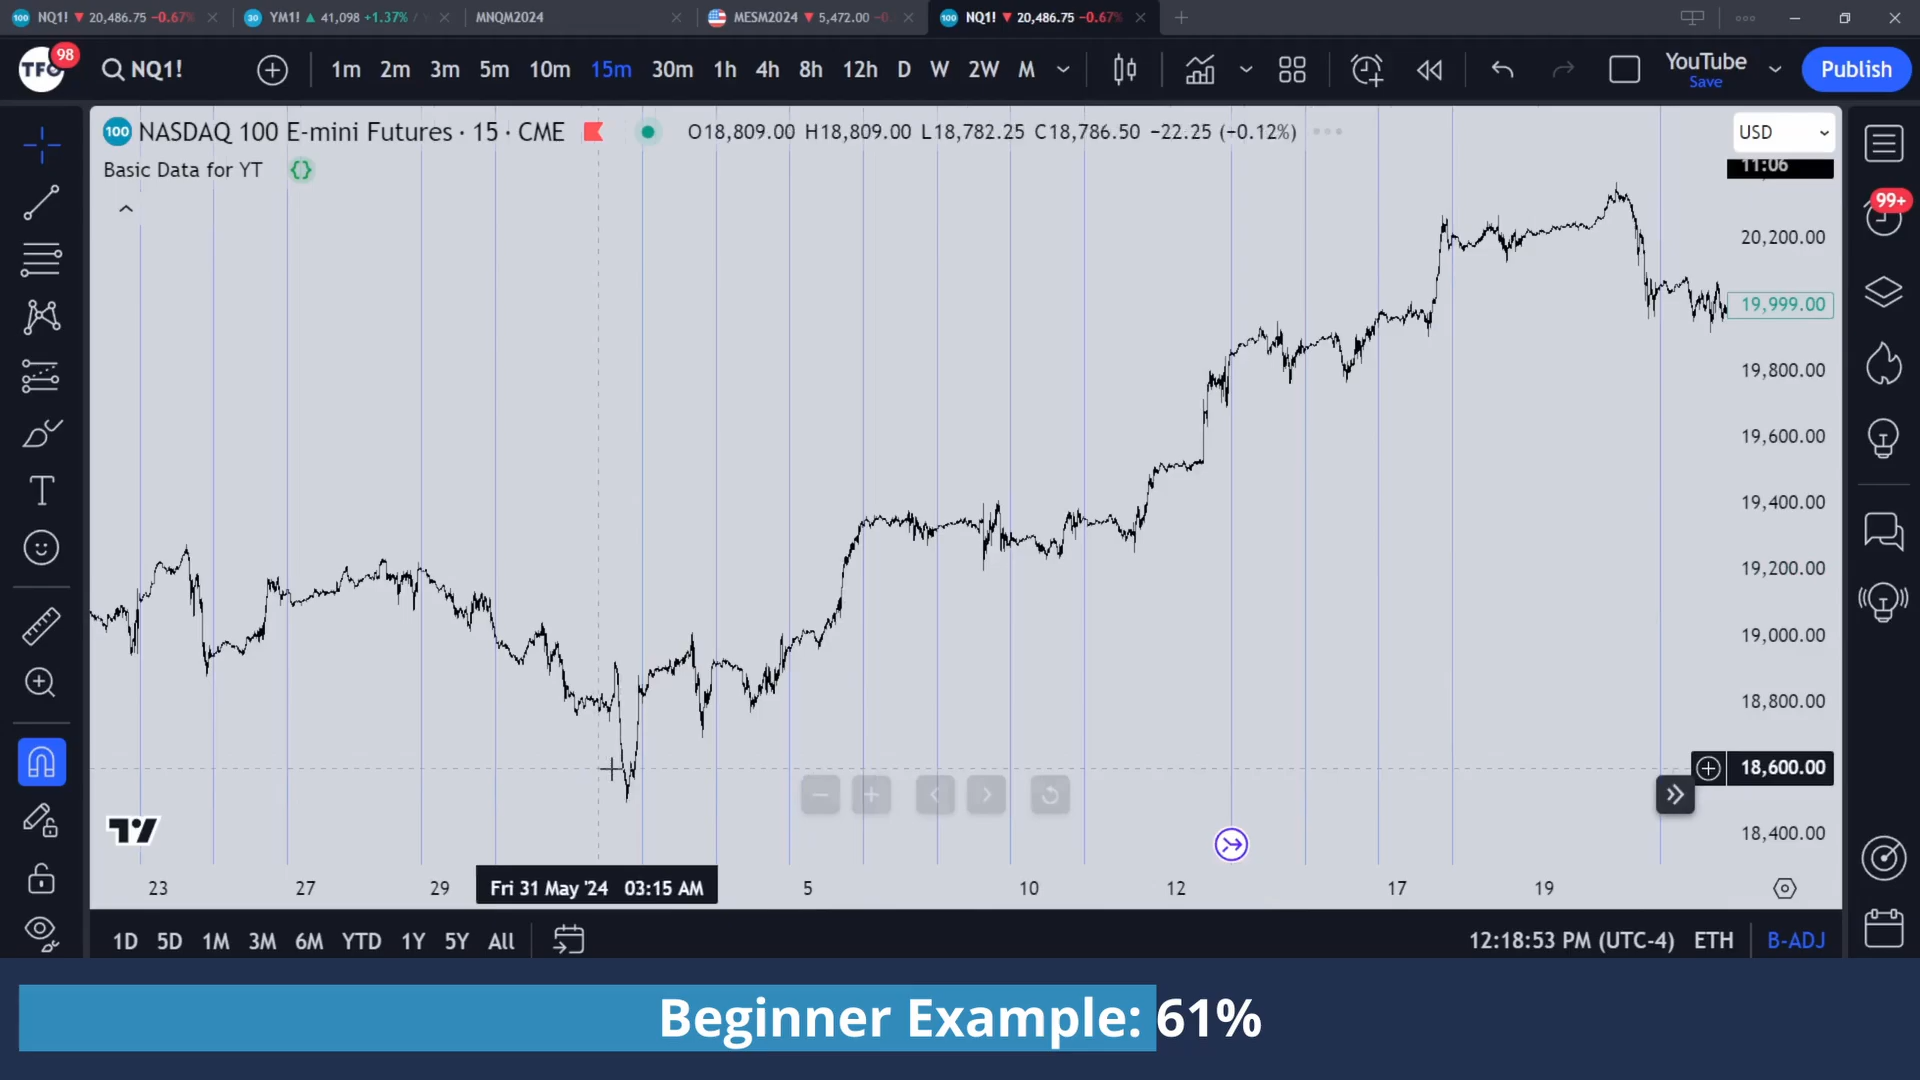 100 NQ1! ▼ 20,486.75 −0.67%
30 YM1! ▲ 41,098 +1.37%
MNQM2024
MESM2024 ▼ 5,472.00
100 NQ1! ▼ 20,486.75 −0.67%
TFO 98
NQ1!
1m 2m 3m 5m 10m 15m 30m 1h 4h 8h 12h D W 2W M
YouTube
Save
Publish
100 NASDAQ 100 E-mini Futures · 15 · CME
O18,809.00 H18,809.00 L18,782.25 C18,786.50 −22.25 (−0.12%)
Basic Data for YT {}
USD
11:06
99+
20,200.00
19,999.00
19,800.00
19,600.00
19,400.00
19,200.00
19,000.00
18,800.00
18,600.00
18,400.00
23 27 29 Fri 31 May '24 03:15 AM 5 10 12 17 19
1D 5D 1M 3M 6M YTD 1Y 5Y All
12:18:53 PM (UTC-4) ETH B-ADJ
Beginner Example: 61%